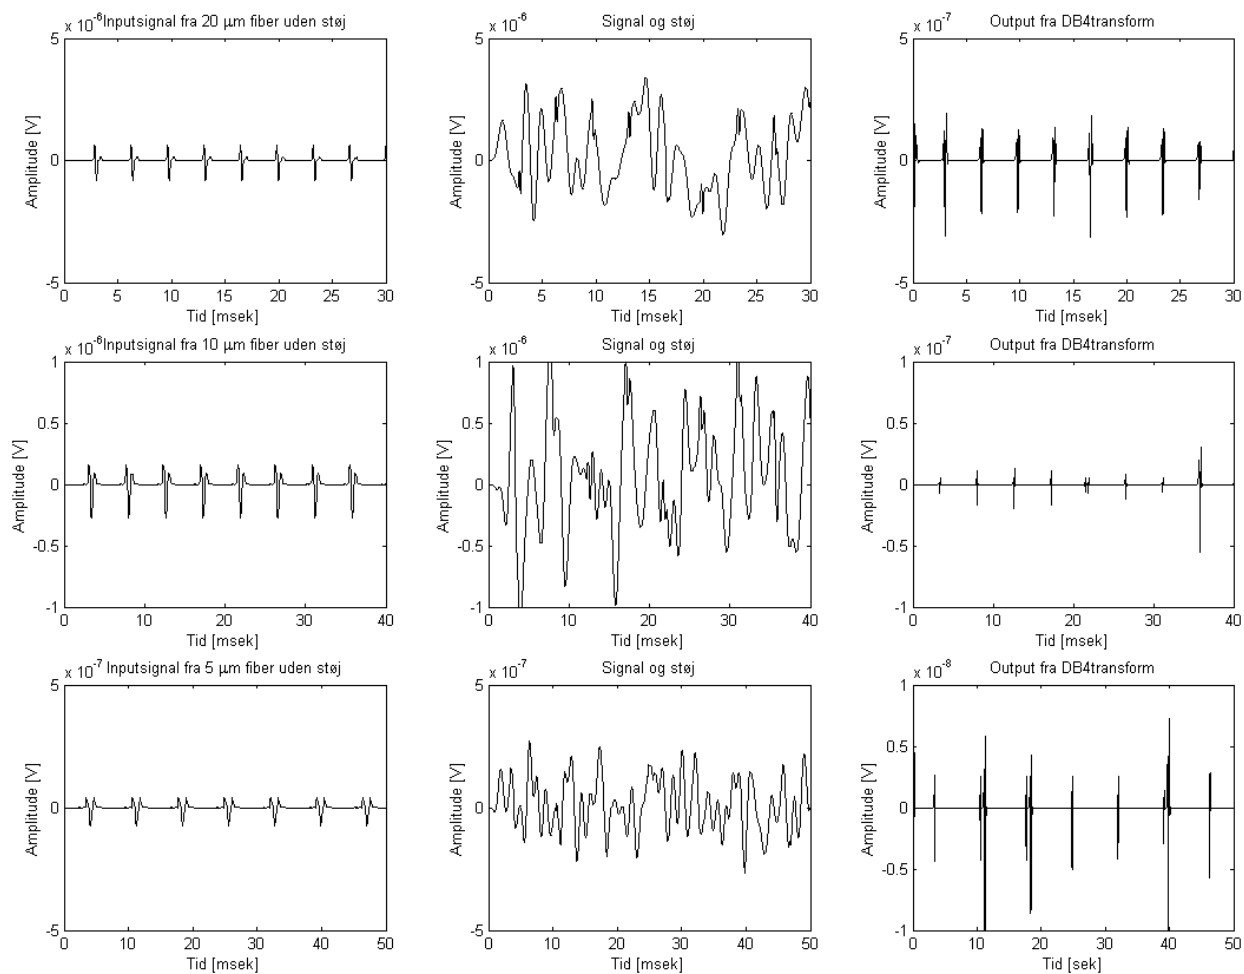 x 10^-6 Inputsignal fra 20 µm fiber uden støj
5
0
-5
Amplitude [V]
0 5 10 15 20 25 30
Tid [msek]
x 10^-6 Signal og støj
5
0
-5
Amplitude [V]
0 5 10 15 20 25 30
Tid [msek]
x 10^-7 Output fra DB4transform
5
0
-5
Amplitude [V]
0 5 10 15 20 25 30
Tid [msek]
x 10^-6 Inputsignal fra 10 µm fiber uden støj
1
0.5
0
-0.5
-1
Amplitude [V]
0 10 20 30 40
Tid [msek]
x 10^-6 Signal og støj
1
0.5
0
-0.5
-1
Amplitude [V]
0 10 20 30 40
Tid [msek]
x 10^-7 Output fra DB4transform
1
0.5
0
-0.5
-1
Amplitude [V]
0 10 20 30 40
Tid [msek]
x 10^-7 Inputsignal fra 5 µm fiber uden støj
5
0
-5
Amplitude [V]
0 10 20 30 40 50
Tid [msek]
x 10^-7 Signal og støj
5
0
-5
Amplitude [V]
0 10 20 30 40 50
Tid [msek]
x 10^-8 Output fra DB4transform
1
0.5
0
-0.5
-1
Amplitude [V]
0 10 20 30 40 50
Tid [sek]